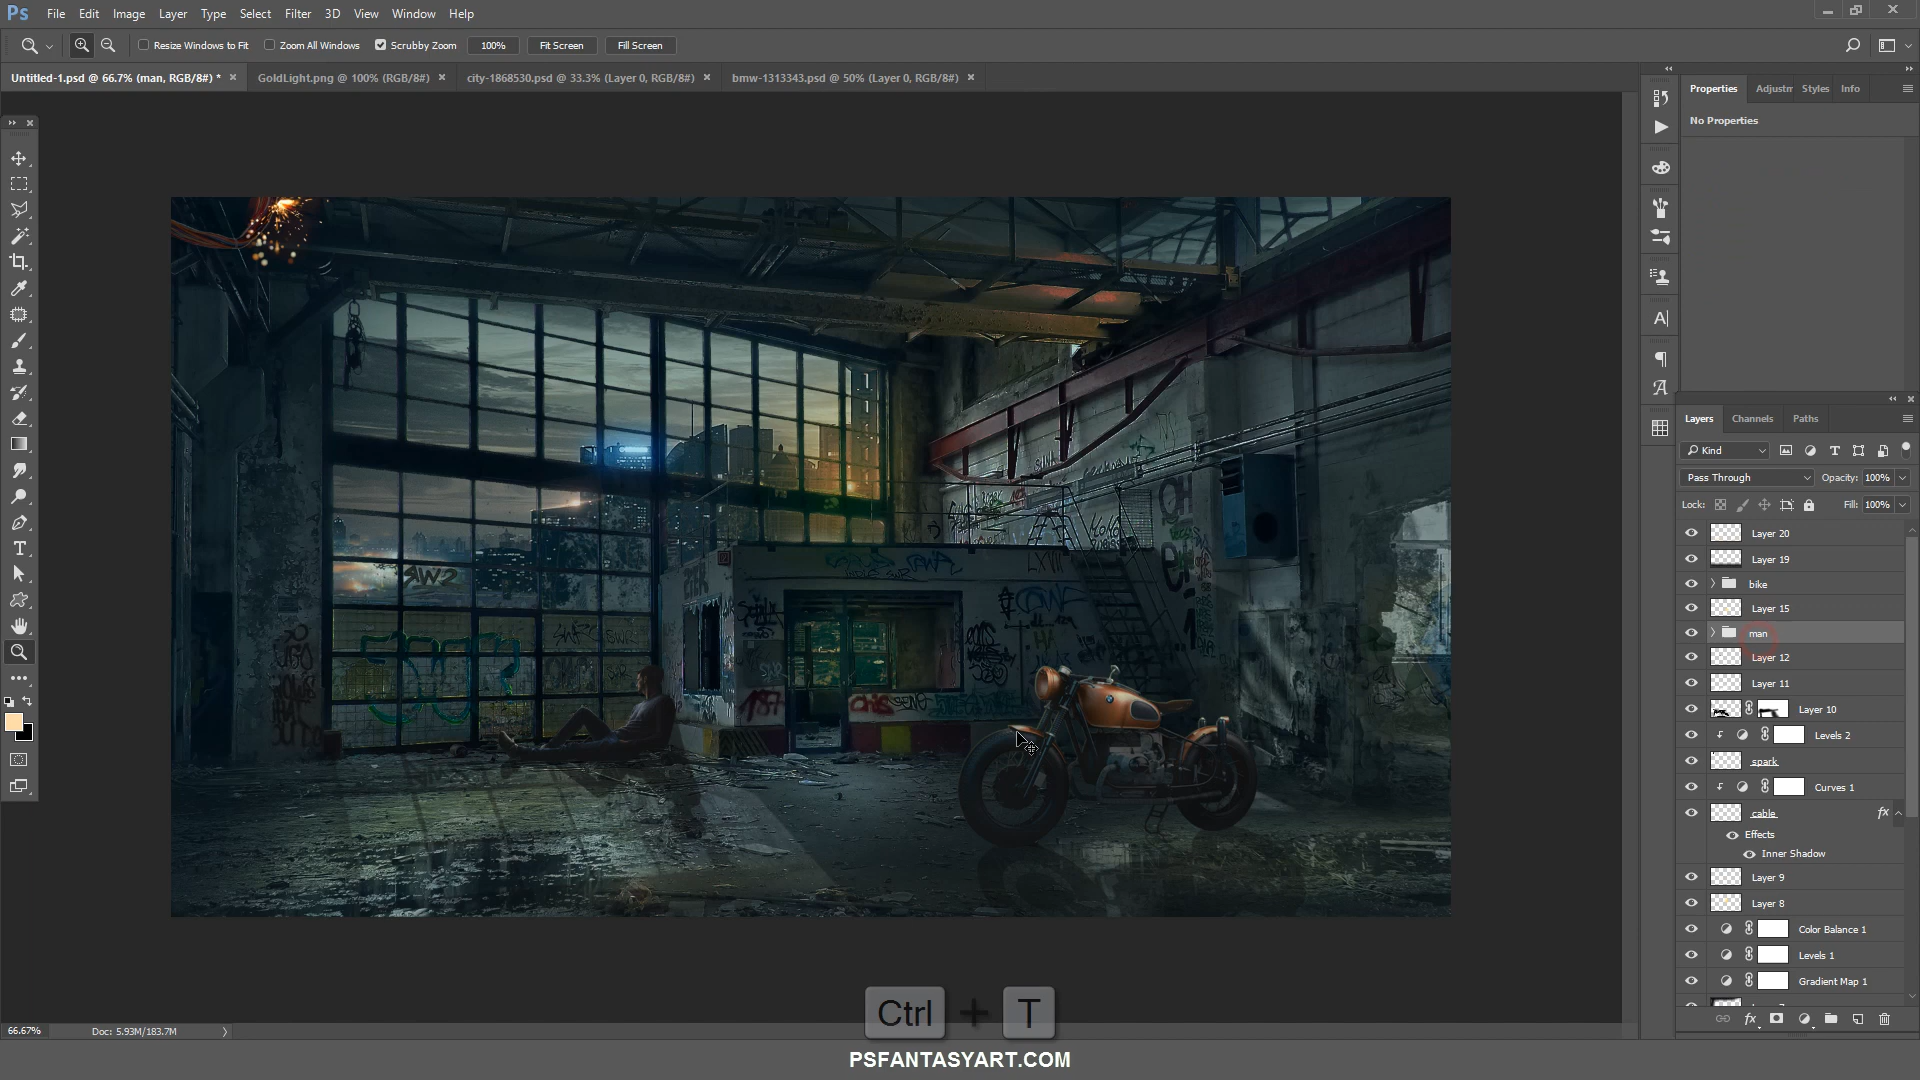 Ps File Edit Image Layer Type Select Filter 3D View Window Help
Resize Windows to Fit Zoom All Windows Scrubby Zoom 100% Fit Screen Fill Screen
Untitled-1.psd @ 66.7% (man, RGB/8#) * GoldLight.png @ 100% (RGB/8#) city-1868530.psd @ 33.3% (Layer 0, RGB/8#) bmw-1313343.psd @ 50% (Layer 0, RGB/8#)
Properties Adjustm Styles Info
No Properties
Layers Channels Paths
Kind
Pass Through Opacity: 100%
Lock: Fill: 100%
Layer 20
Layer 19
bike
Layer 15
man
Layer 12
Layer 11
Layer 10
Levels 2
spark
Curves 1
cable fx
Effects
Inner Shadow
Layer 9
Layer 8
Color Balance 1
Levels 1
Gradient Map 1
Ctrl + T
66.67% Doc: 5.93M/183.7M
PSFANTASYART.COM